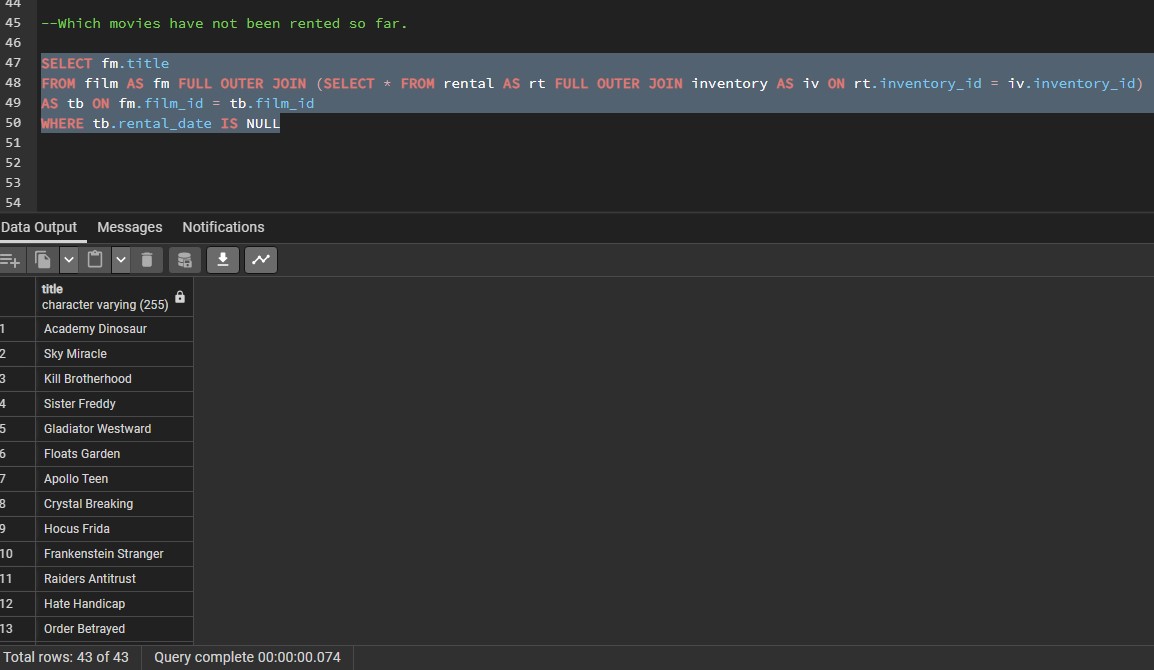 44
45 --Which movies have not been rented so far.
46
47 SELECT fm.title
48 FROM film AS fm FULL OUTER JOIN (SELECT * FROM rental AS rt FULL OUTER JOIN inventory AS iv ON rt.inventory_id = iv.inventory_id)
49 AS tb ON fm.film_id = tb.film_id
50 WHERE tb.rental_date IS NULL
51
52
53
54
Data Output Messages Notifications
title
character varying (255)
1 Academy Dinosaur
2 Sky Miracle
3 Kill Brotherhood
4 Sister Freddy
5 Gladiator Westward
6 Floats Garden
7 Apollo Teen
8 Crystal Breaking
9 Hocus Frida
10 Frankenstein Stranger
11 Raiders Antitrust
12 Hate Handicap
13 Order Betrayed
Total rows: 43 of 43 Query complete 00:00:00.074